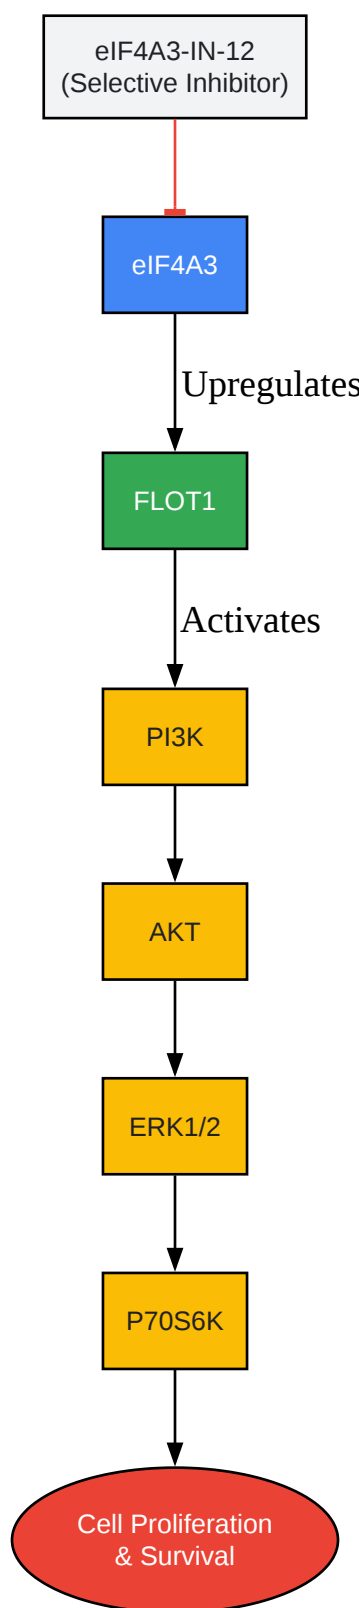 eIF4A3-IN-12
(Selective Inhibitor)
eIF4A3
Upregulates
FLOT1
Activates
PI3K
AKT
ERK1/2
P70S6K
Cell Proliferation
& Survival